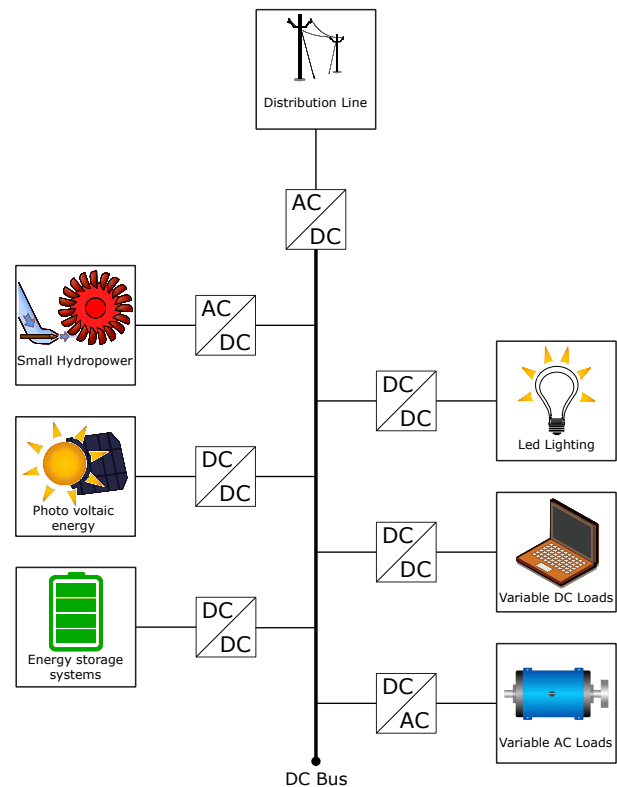 Distribution Line
AC
DC
Small Hydropower
AC
DC
DC
DC
Led Lighting
Photo voltaic
energy
DC
DC
DC
DC
Variable DC Loads
Energy storage
systems
DC
DC
DC
AC
Variable AC Loads
DC Bus